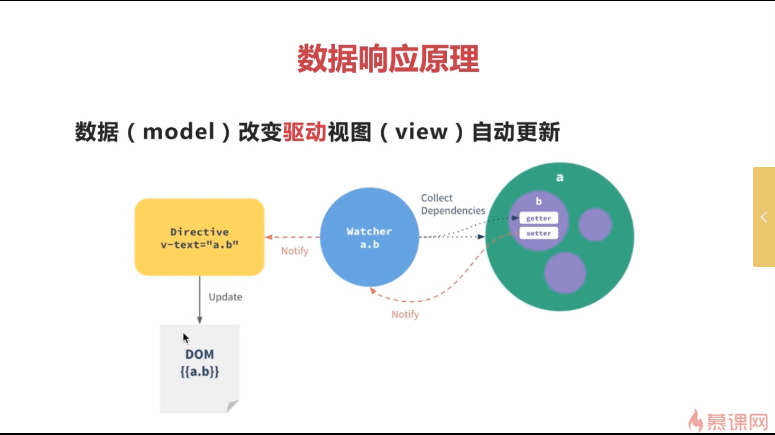 数据响应原理
数据（model）改变驱动视图（view）自动更新
Directive
v-text="a.b"
Notify
Watcher
a.b
Collect
Dependencies
a
b
getter
setter
Notify
Update
DOM
{{a.b}}
慕课网